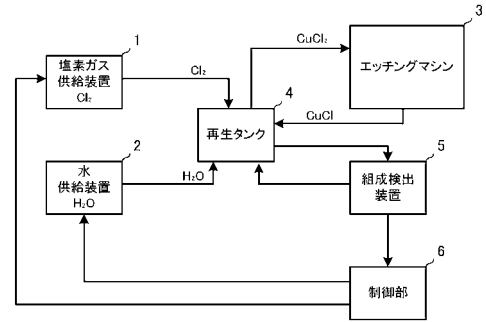 1
塩素ガス
供給装置
Cl₂
Cl₂
2
水
供給装置
H₂O
H₂O
CuCl₂
3
エッチングマシン
CuCl
4
再生タンク
5
組成検出
装置
6
制御部